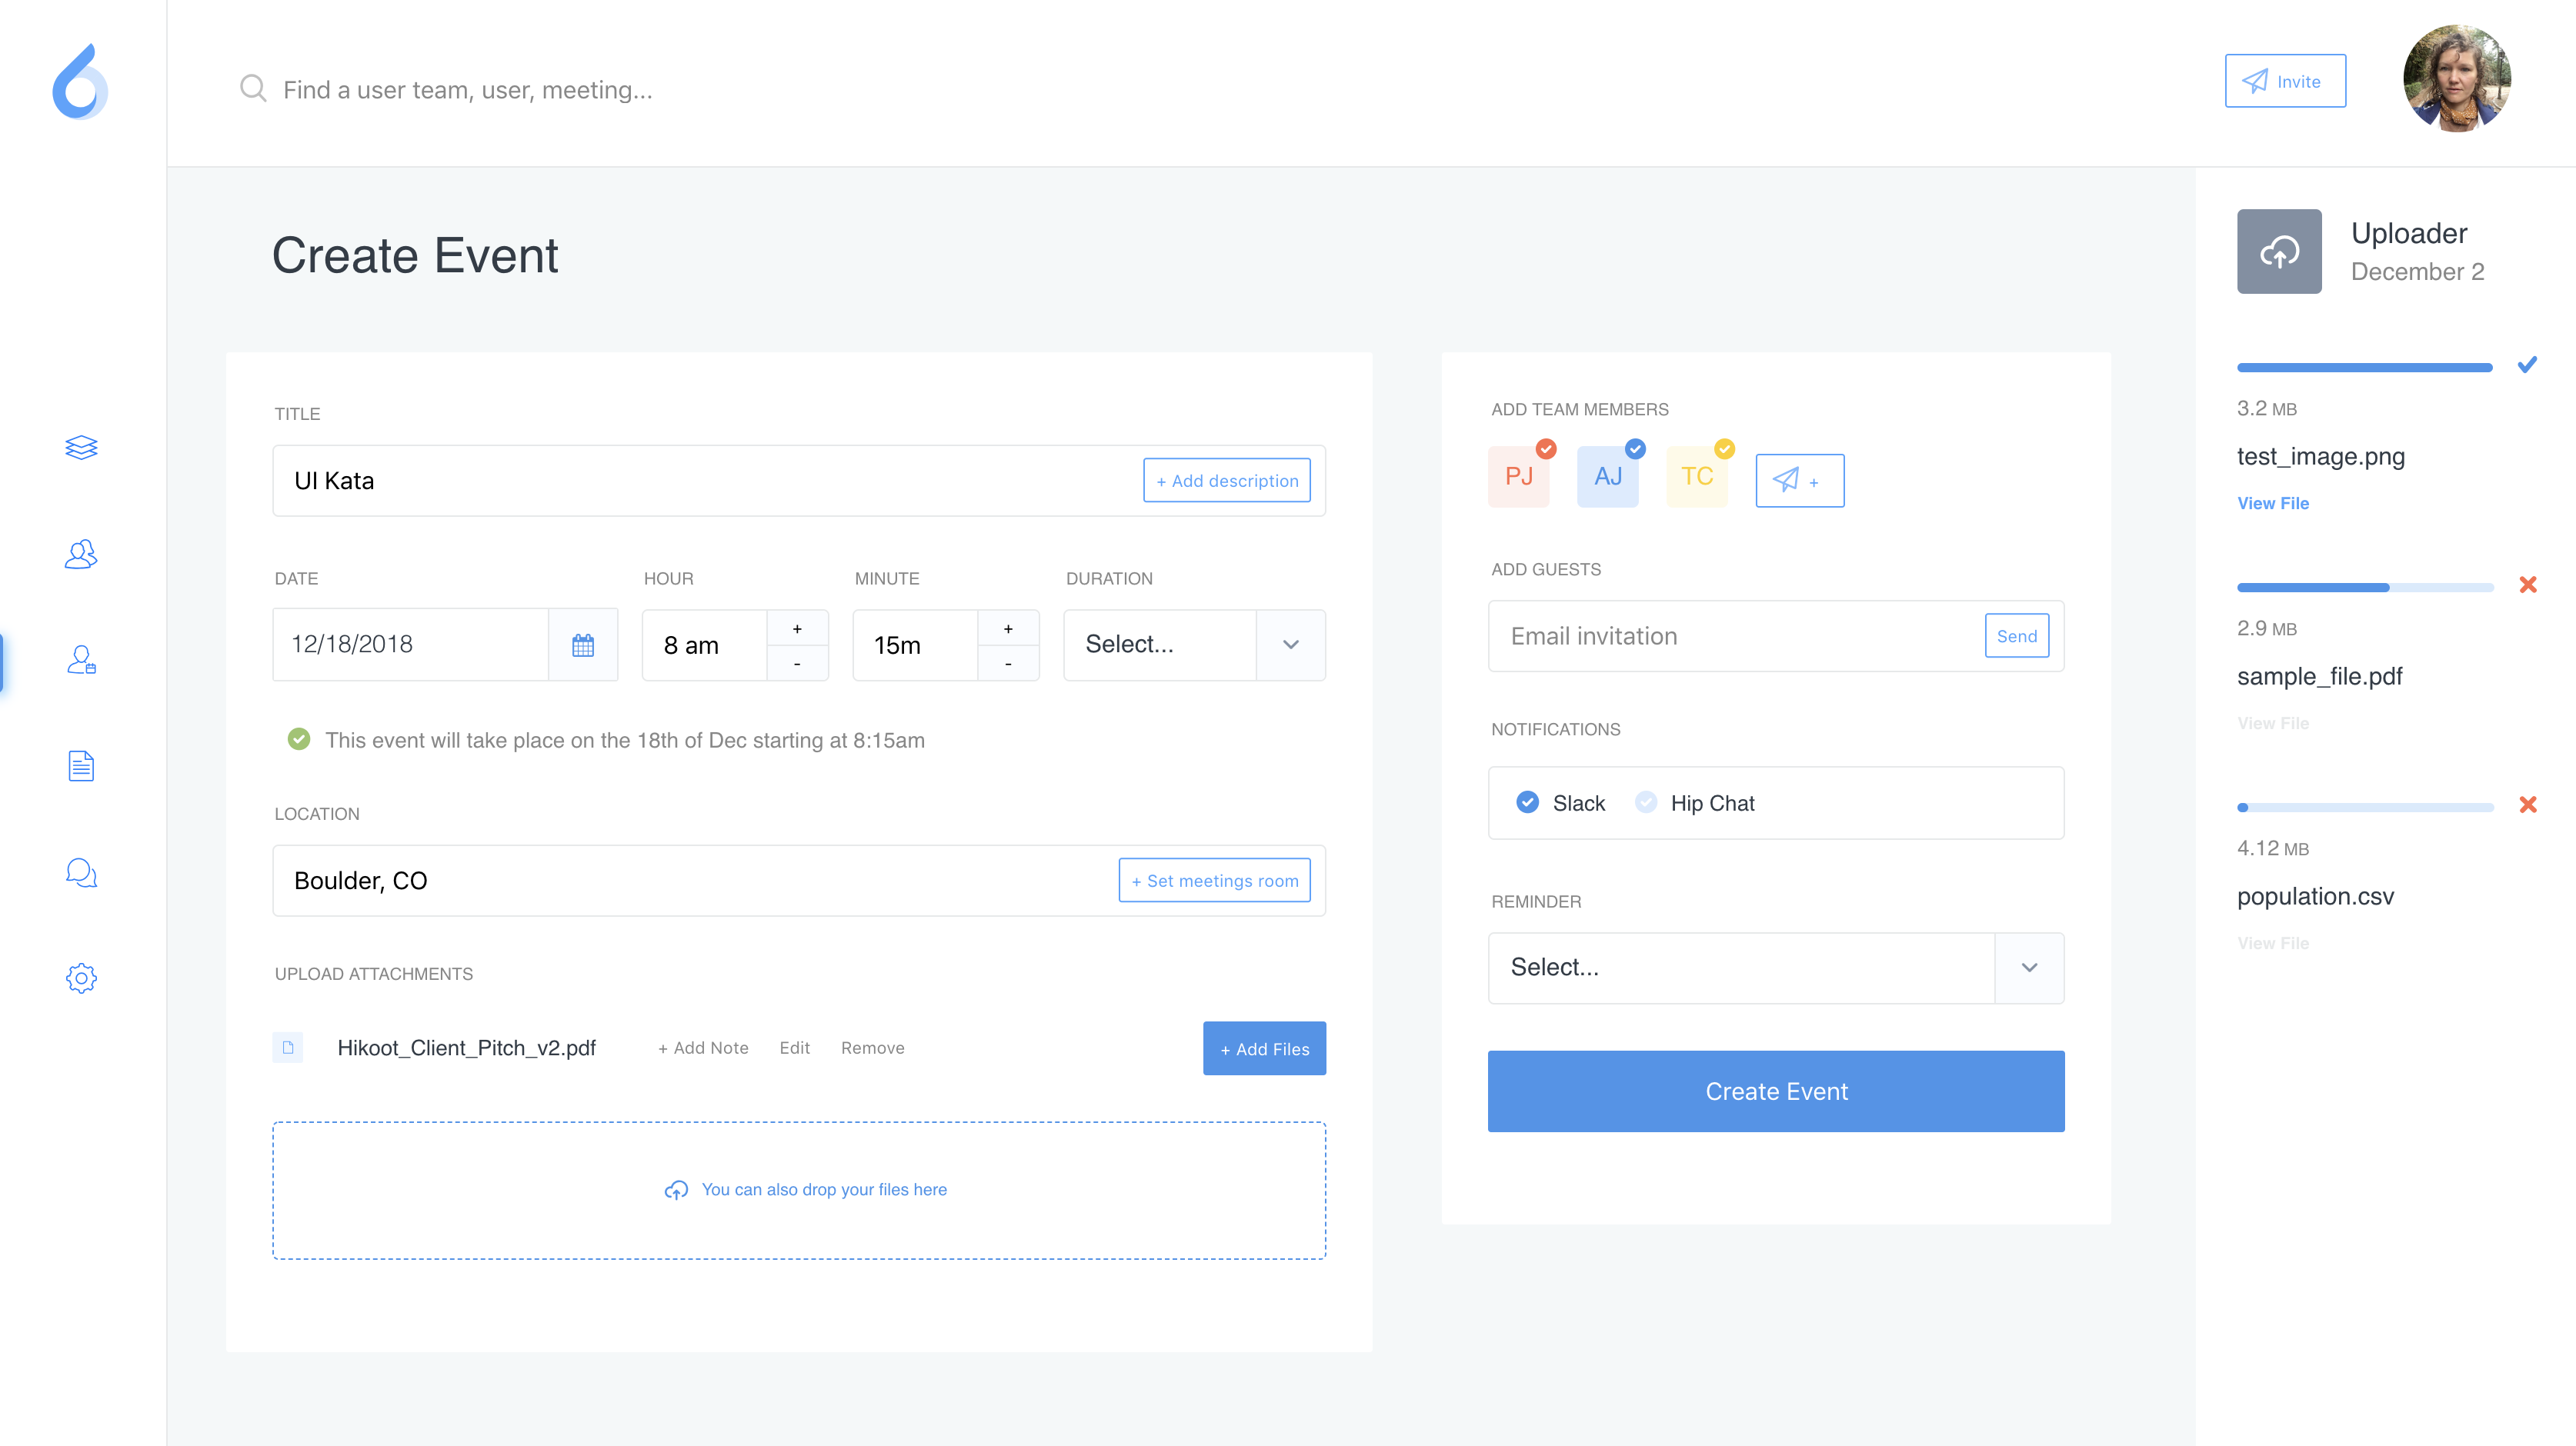 Find a user team, user, meeting...
Invite
Create Event
TITLE
UI Kata
+ Add description
DATE
HOUR
MINUTE
DURATION
12/18/2018
8 am
+
-
15m
+
-
Select...
This event will take place on the 18th of Dec starting at 8:15am
LOCATION
Boulder, CO
+ Set meetings room
UPLOAD ATTACHMENTS
Hikoot_Client_Pitch_v2.pdf
+ Add Note
Edit
Remove
+ Add Files
You can also drop your files here
ADD TEAM MEMBERS
PJ
AJ
TC
+
ADD GUESTS
Email invitation
Send
NOTIFICATIONS
Slack
Hip Chat
REMINDER
Select...
Create Event
Uploader
December 2
3.2 MB
test_image.png
View File
2.9 MB
sample_file.pdf
View File
4.12 MB
population.csv
View File